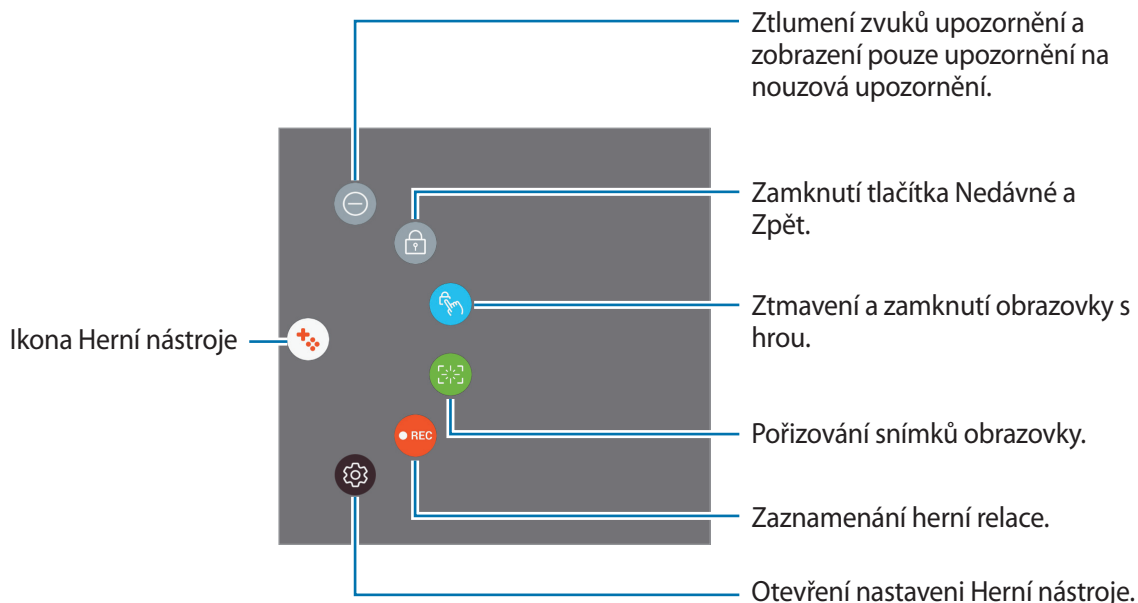 Ztlumení zvuků upozornění a
zobrazení pouze upozornění na
nouzová upozornění.
Zamknutí tlačítka Nedávné a
Zpět.
Ztmavení a zamknutí obrazovky s
hrou.
Ikona Herní nástroje
Pořizování snímků obrazovky.
REC
Zaznamenání herní relace.
Otevření nastaveni Herní nástroje.